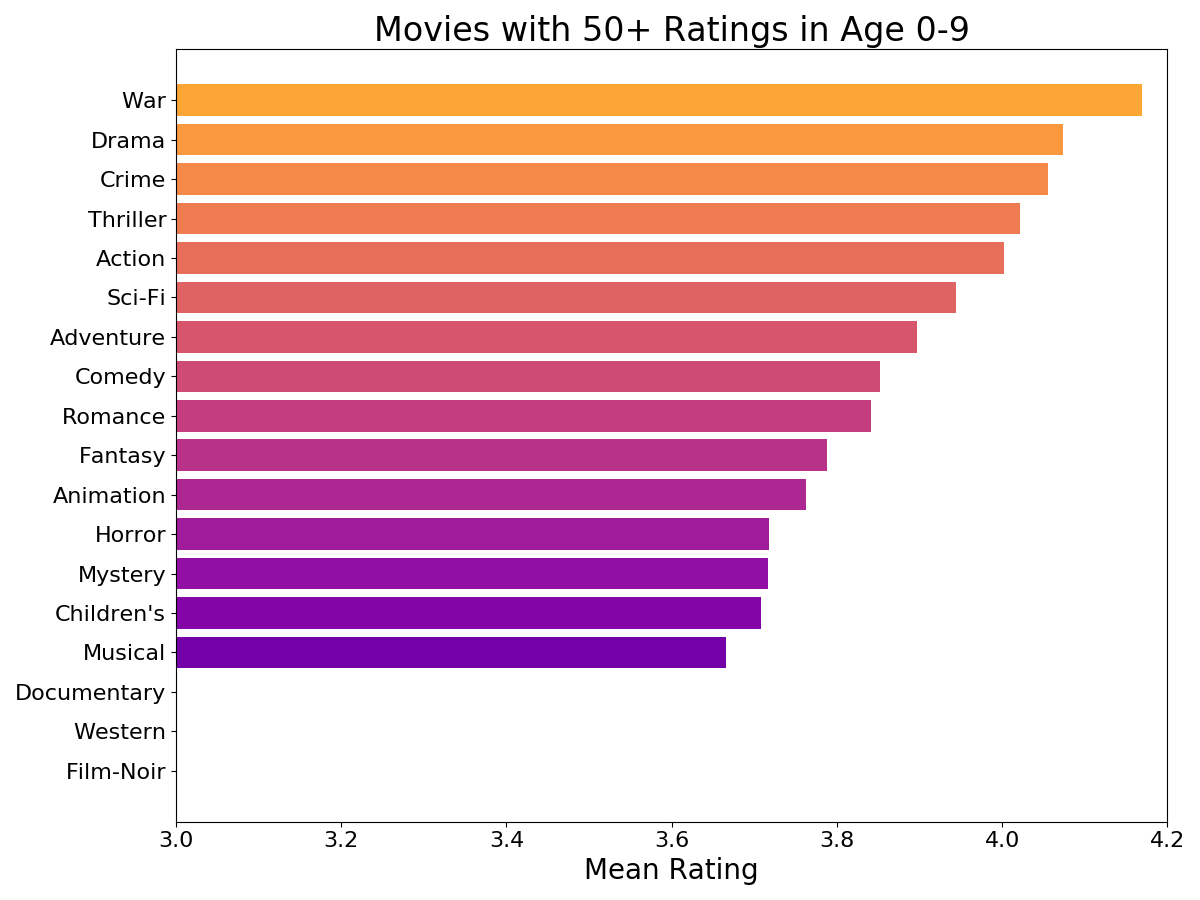 Movies with 50+ Ratings in Age 0-9
War
Drama
Crime
Thriller
Action
Sci-Fi
Adventure
Comedy
Romance
Fantasy
Animation
Horror
Mystery
Children's
Musical
Documentary
Western
Film-Noir
3.0 3.2 3.4 3.6 3.8 4.0 4.2
Mean Rating